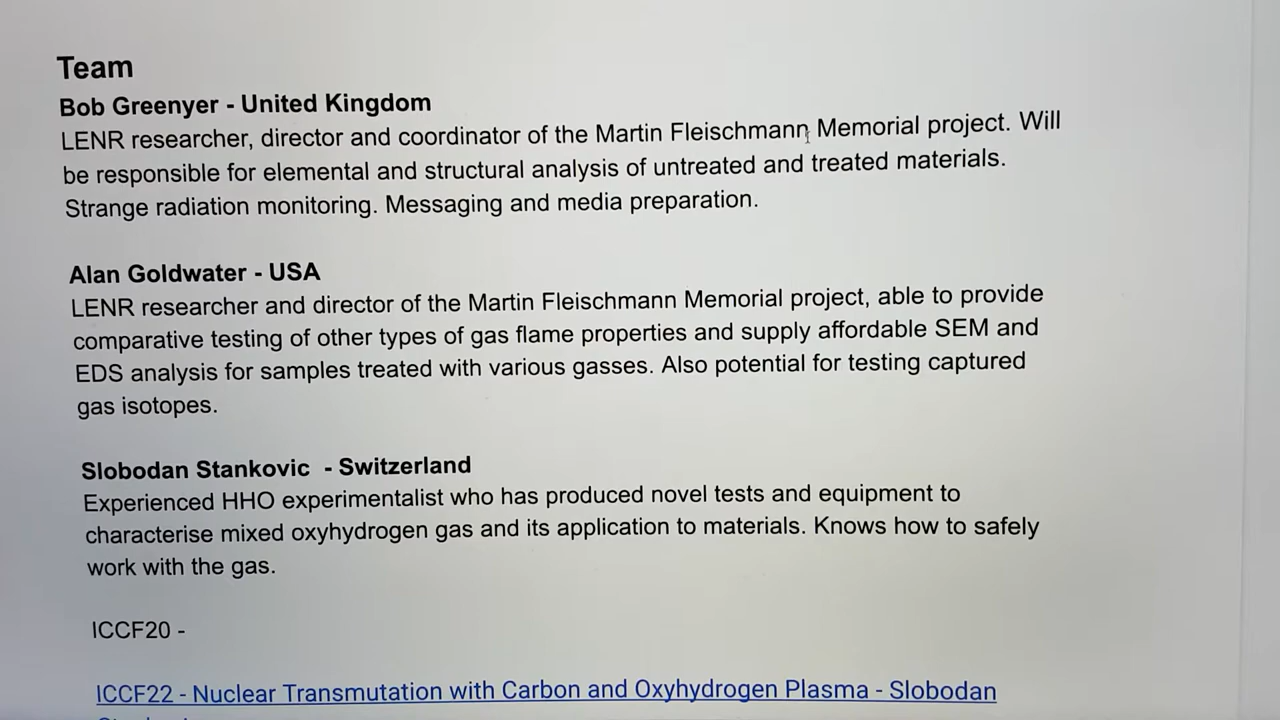 Team
Bob Greenyer - United Kingdom
LENR researcher, director and coordinator of the Martin Fleischmann Memorial project. Will
be responsible for elemental and structural analysis of untreated and treated materials.
Strange radiation monitoring. Messaging and media preparation.
Alan Goldwater - USA
LENR researcher and director of the Martin Fleischmann Memorial project, able to provide
comparative testing of other types of gas flame properties and supply affordable SEM and
EDS analysis for samples treated with various gasses. Also potential for testing captured
gas isotopes.
Slobodan Stankovic - Switzerland
Experienced HHO experimentalist who has produced novel tests and equipment to
characterise mixed oxyhydrogen gas and its application to materials. Knows how to safely
work with the gas.
ICCF20 -
ICCF22 - Nuclear Transmutation with Carbon and Oxyhydrogen Plasma - Slobodan